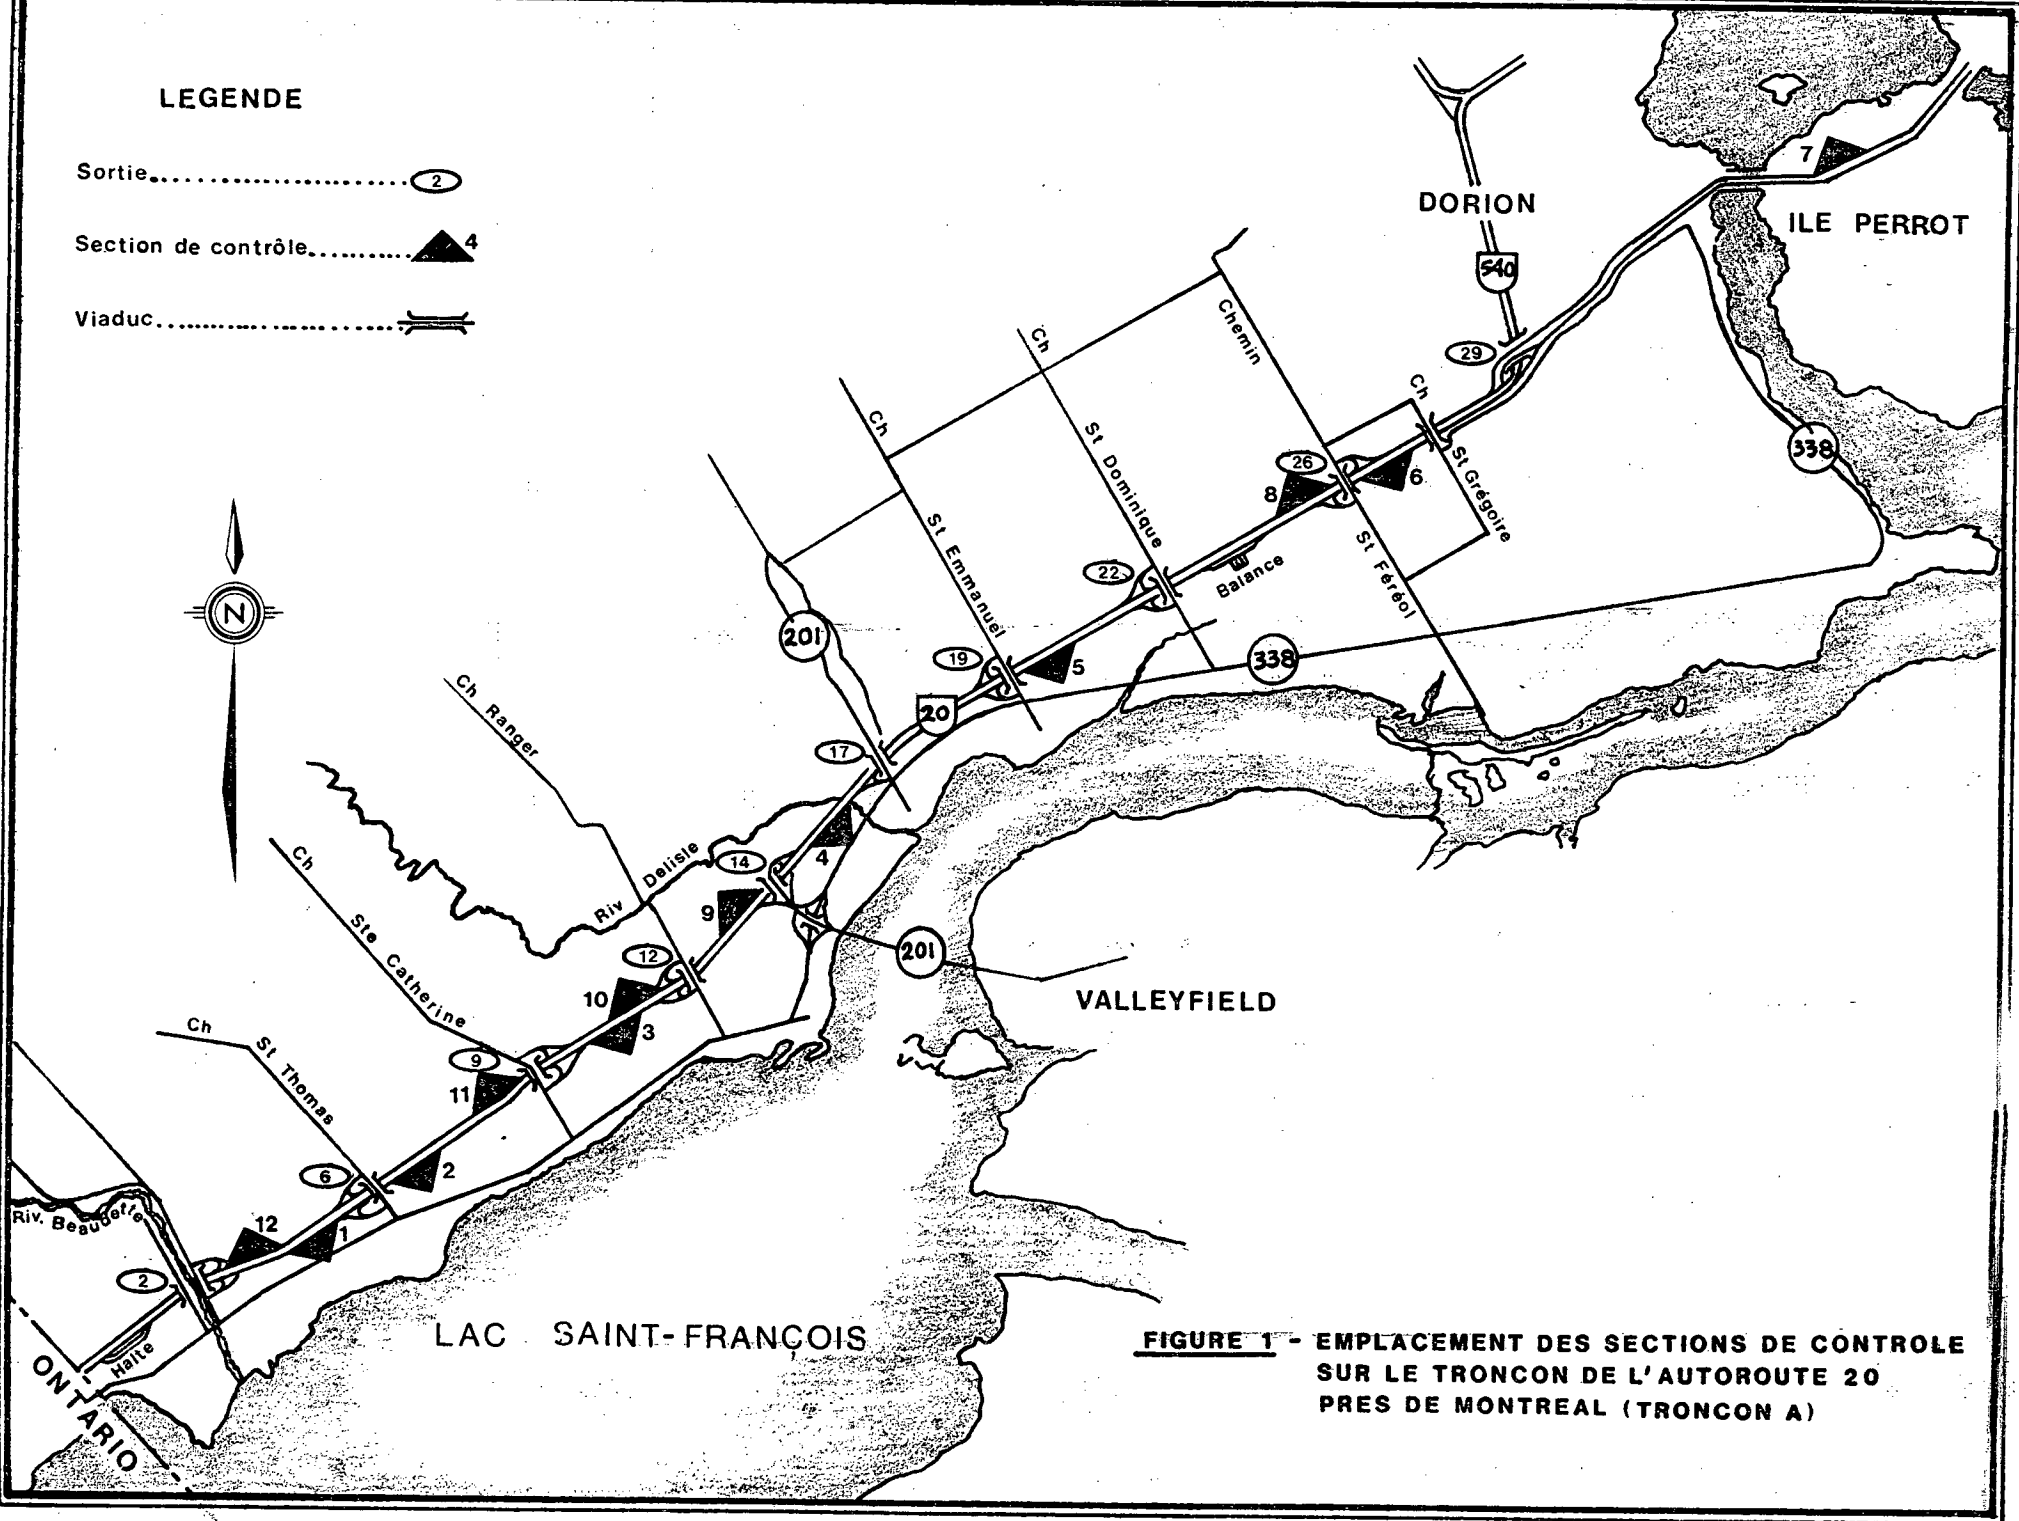 LEGENDE
Sortie 2
Section de contrôle 4
Viaduc
N
DORION
540
ILE PERROT
7
Chemin
St Féréol
Ch
St Dominique
Ch
St Emmanuel
Ch
St Grégoire
29
338
26
8
6
22
Balance
201
19
5
338
20
17
Ch Ranger
Riv Delisle
14
4
9
Ch
Ste Catherine
12
201
10
3
VALLEYFIELD
Ch
St Thomas
9
11
6
2
Riv. Beaudette
12
1
2
Halte
ONTARIO
LAC SAINT-FRANÇOIS
FIGURE 1 - EMPLACEMENT DES SECTIONS DE CONTROLE
SUR LE TRONCON DE L'AUTOROUTE 20
PRES DE MONTREAL (TRONCON A)